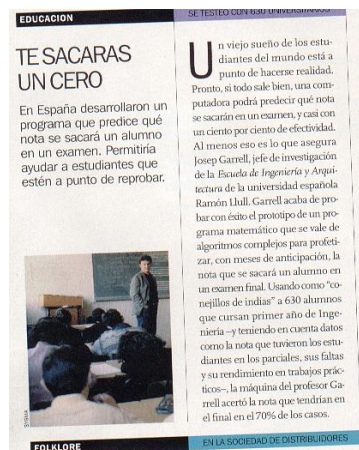 EDUCACION
TE SACARAS
UN CERO
En España desarrollaron un
programa que predice qué
nota se sacará un alumno
en un examen. Permitiría
ayudar a estudiantes que
estén a punto de reprobar.
SIGMA
SE TESTEO CON 630 UNIVERSITARIOS
Un viejo sueño de los estu-
diantes del mundo está a
punto de hacerse realidad.
Pronto, si todo sale bien, una com-
putadora podrá predecir qué nota
se sacarán en un examen, y casi con
un ciento por ciento de efectividad.
Al menos eso es lo que asegura
Josep Garrell, jefe de investigación
de la Escuela de Ingeniería y Arqui-
tectura de la universidad española
Ramón Llull. Garrell acaba de pro-
bar con éxito el prototipo de un pro-
grama matemático que se vale de
algoritmos complejos para profeti-
zar, con meses de anticipación, la
nota que se sacará un alumno en
un examen final. Usando como "co-
nejillos de indias" a 630 alumnos
que cursan primer año de Inge-
niería –y teniendo en cuenta datos
como la nota que tuvieron los estu-
diantes en los parciales, sus faltas
y su rendimiento en trabajos prác-
ticos–, la máquina del profesor Ga-
rrell acertó la nota que tendrían en
el final en el 70% de los casos.
FOLKLORE
EN LA SOCIEDAD DE DISTRIBUIDORES